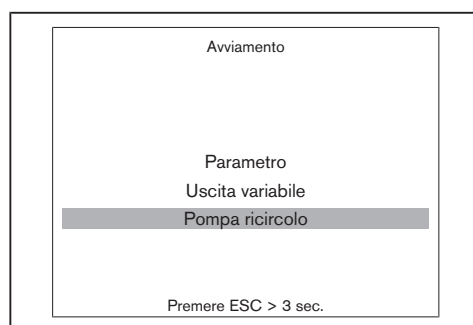 Avviamento
Parametro
Uscita variabile
Pompa ricircolo
Premere ESC > 3 sec.